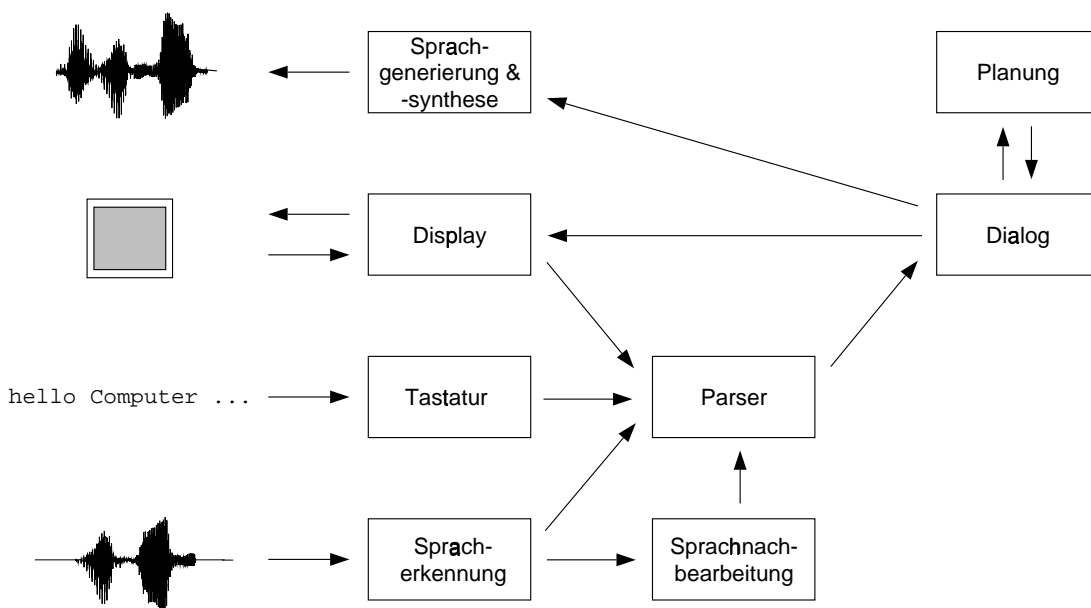 Sprach-
generierung &
-synthese
Planung
Display
Dialog
hello Computer ...
Tastatur
Parser
Sprach-
erkennung
Sprachnach-
bearbeitung